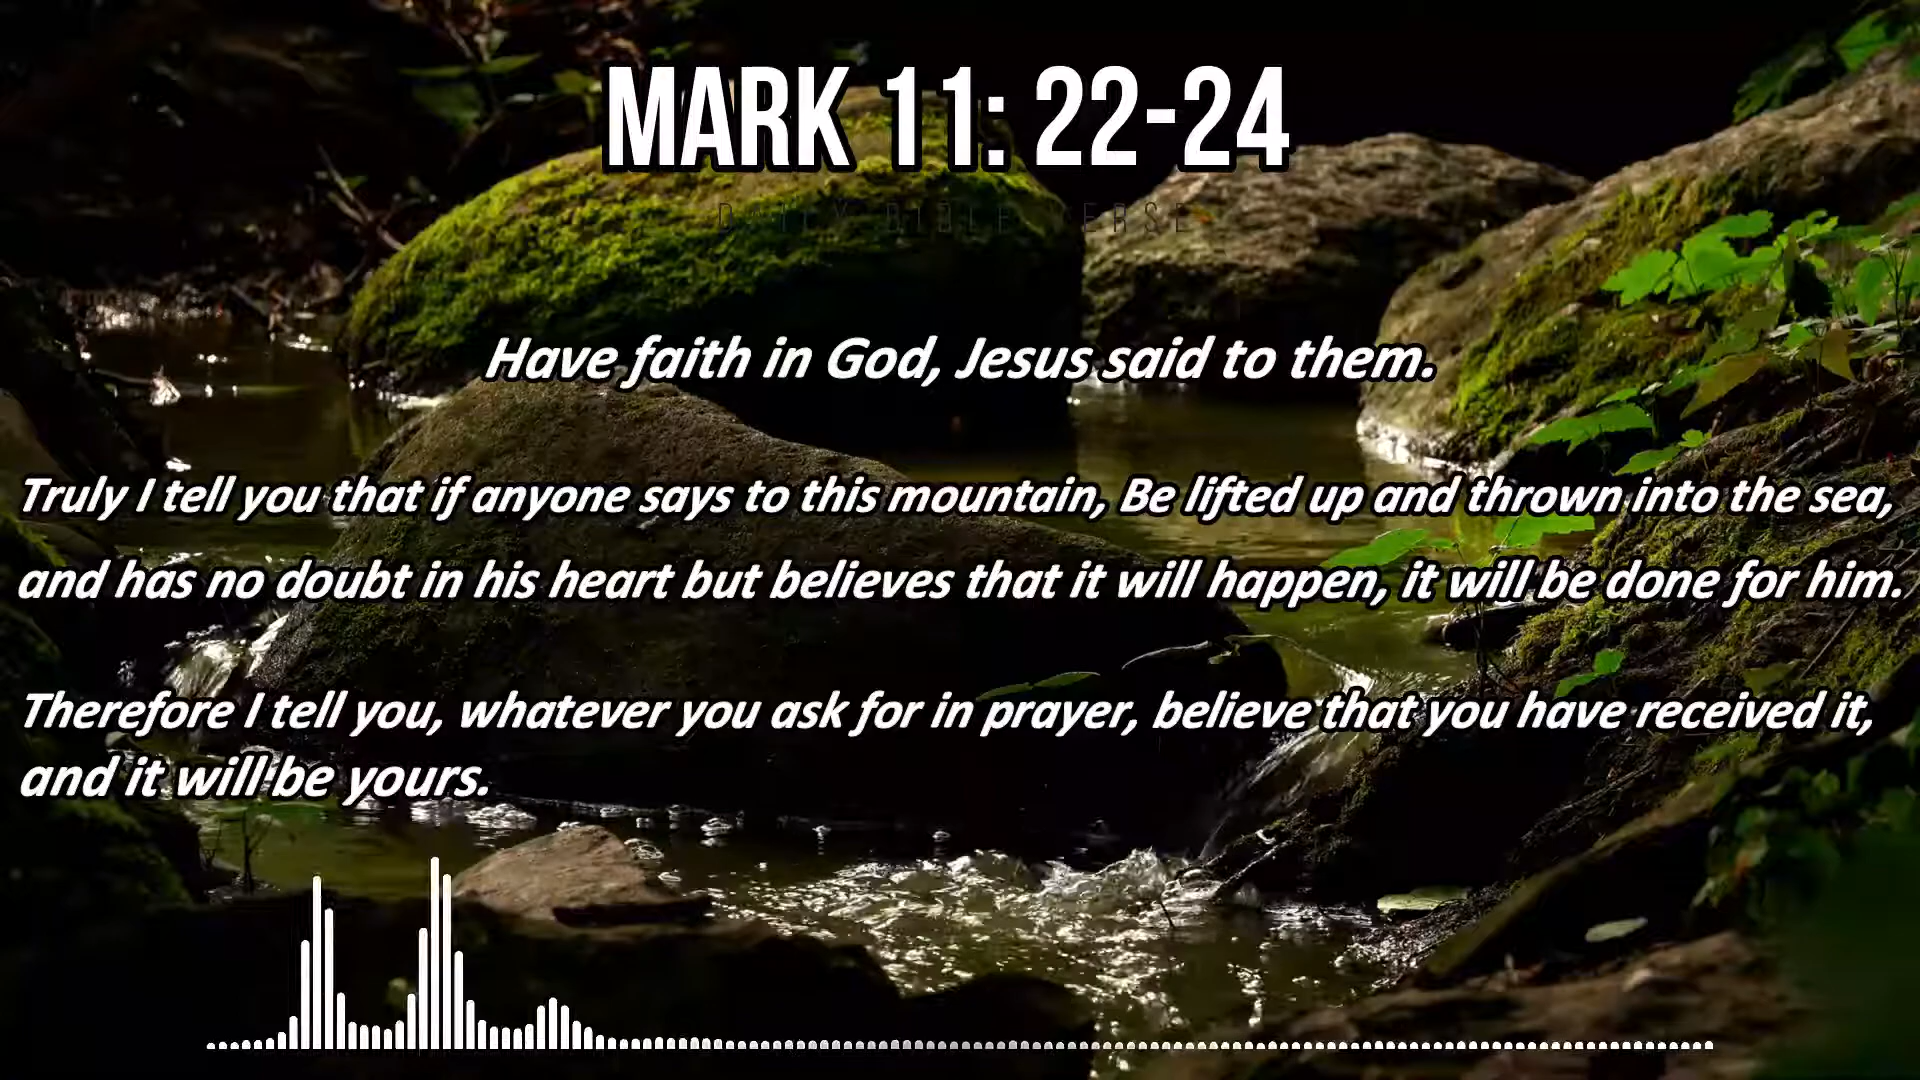 MARK 11: 22-24
DAILY BIBLE VERSE
Have faith in God, Jesus said to them.
Truly I tell you that if anyone says to this mountain, Be lifted up and thrown into the sea,
and has no doubt in his heart but believes that it will happen, it will be done for him.
Therefore I tell you, whatever you ask for in prayer, believe that you have received it,
and it will be yours.